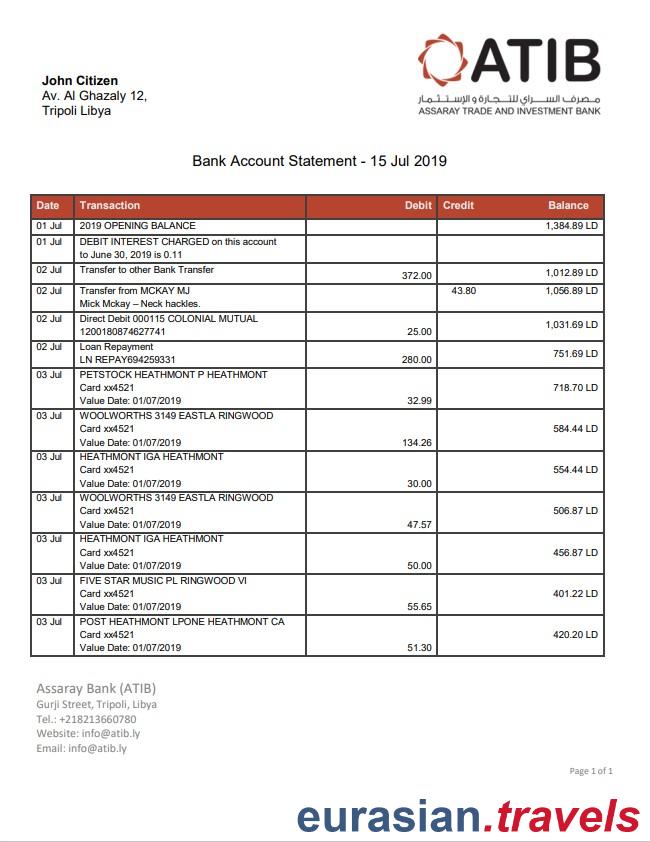 ATIB
مصرف السراي للتجارة و الإستثمار
ASSARAY TRADE AND INVESTMENT BANK
John Citizen
Av. Al Ghazaly 12,
Tripoli Libya
Bank Account Statement - 15 Jul 2019
Date Transaction Debit Credit Balance
01 Jul 2019 OPENING BALANCE 1,384.89 LD
01 Jul DEBIT INTEREST CHARGED on this account
to June 30, 2019 is 0.11
02 Jul Transfer to other Bank Transfer 372.00 1,012.89 LD
02 Jul Transfer from MCKAY MJ 43.80 1,056.89 LD
Mick Mckay – Neck hackles.
02 Jul Direct Debit 000115 COLONIAL MUTUAL 1,031.69 LD
1200180874627741 25.00
02 Jul Loan Repayment 751.69 LD
LN REPAY694259331 280.00
03 Jul PETSTOCK HEATHMONT P HEATHMONT
Card xx4521 718.70 LD
Value Date: 01/07/2019 32.99
03 Jul WOOLWORTHS 3149 EASTLA RINGWOOD
Card xx4521 584.44 LD
Value Date: 01/07/2019 134.26
03 Jul HEATHMONT IGA HEATHMONT
Card xx4521 554.44 LD
Value Date: 01/07/2019 30.00
03 Jul WOOLWORTHS 3149 EASTLA RINGWOOD
Card xx4521 506.87 LD
Value Date: 01/07/2019 47.57
03 Jul HEATHMONT IGA HEATHMONT
Card xx4521 456.87 LD
Value Date: 01/07/2019 50.00
03 Jul FIVE STAR MUSIC PL RINGWOOD VI
Card xx4521 401.22 LD
Value Date: 01/07/2019 55.65
03 Jul POST HEATHMONT LPONE HEATHMONT CA
Card xx4521 420.20 LD
Value Date: 01/07/2019 51.30
Assaray Bank (ATIB)
Gurji Street, Tripoli, Libya
Tel.: +218213660780
Website: info@atib.ly
Email: info@atib.ly
Page 1 of 1
eurasian.travels